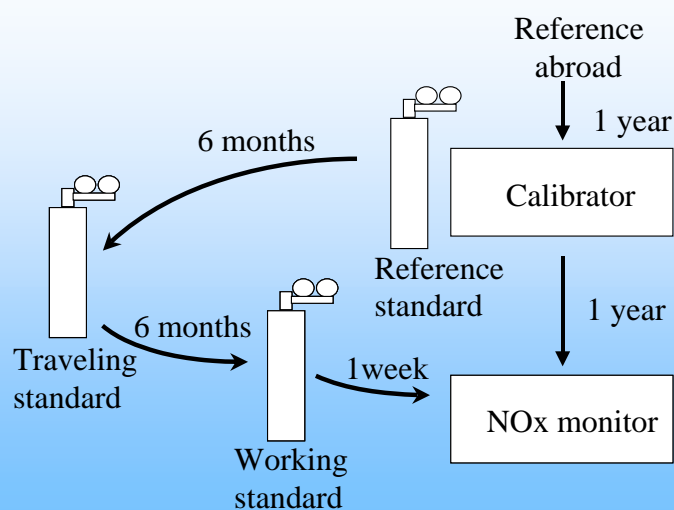 Reference
abroad
1 year
6 months
Calibrator
Reference
standard
1 year
6 months
Traveling
standard
1week
NOx monitor
Working
standard